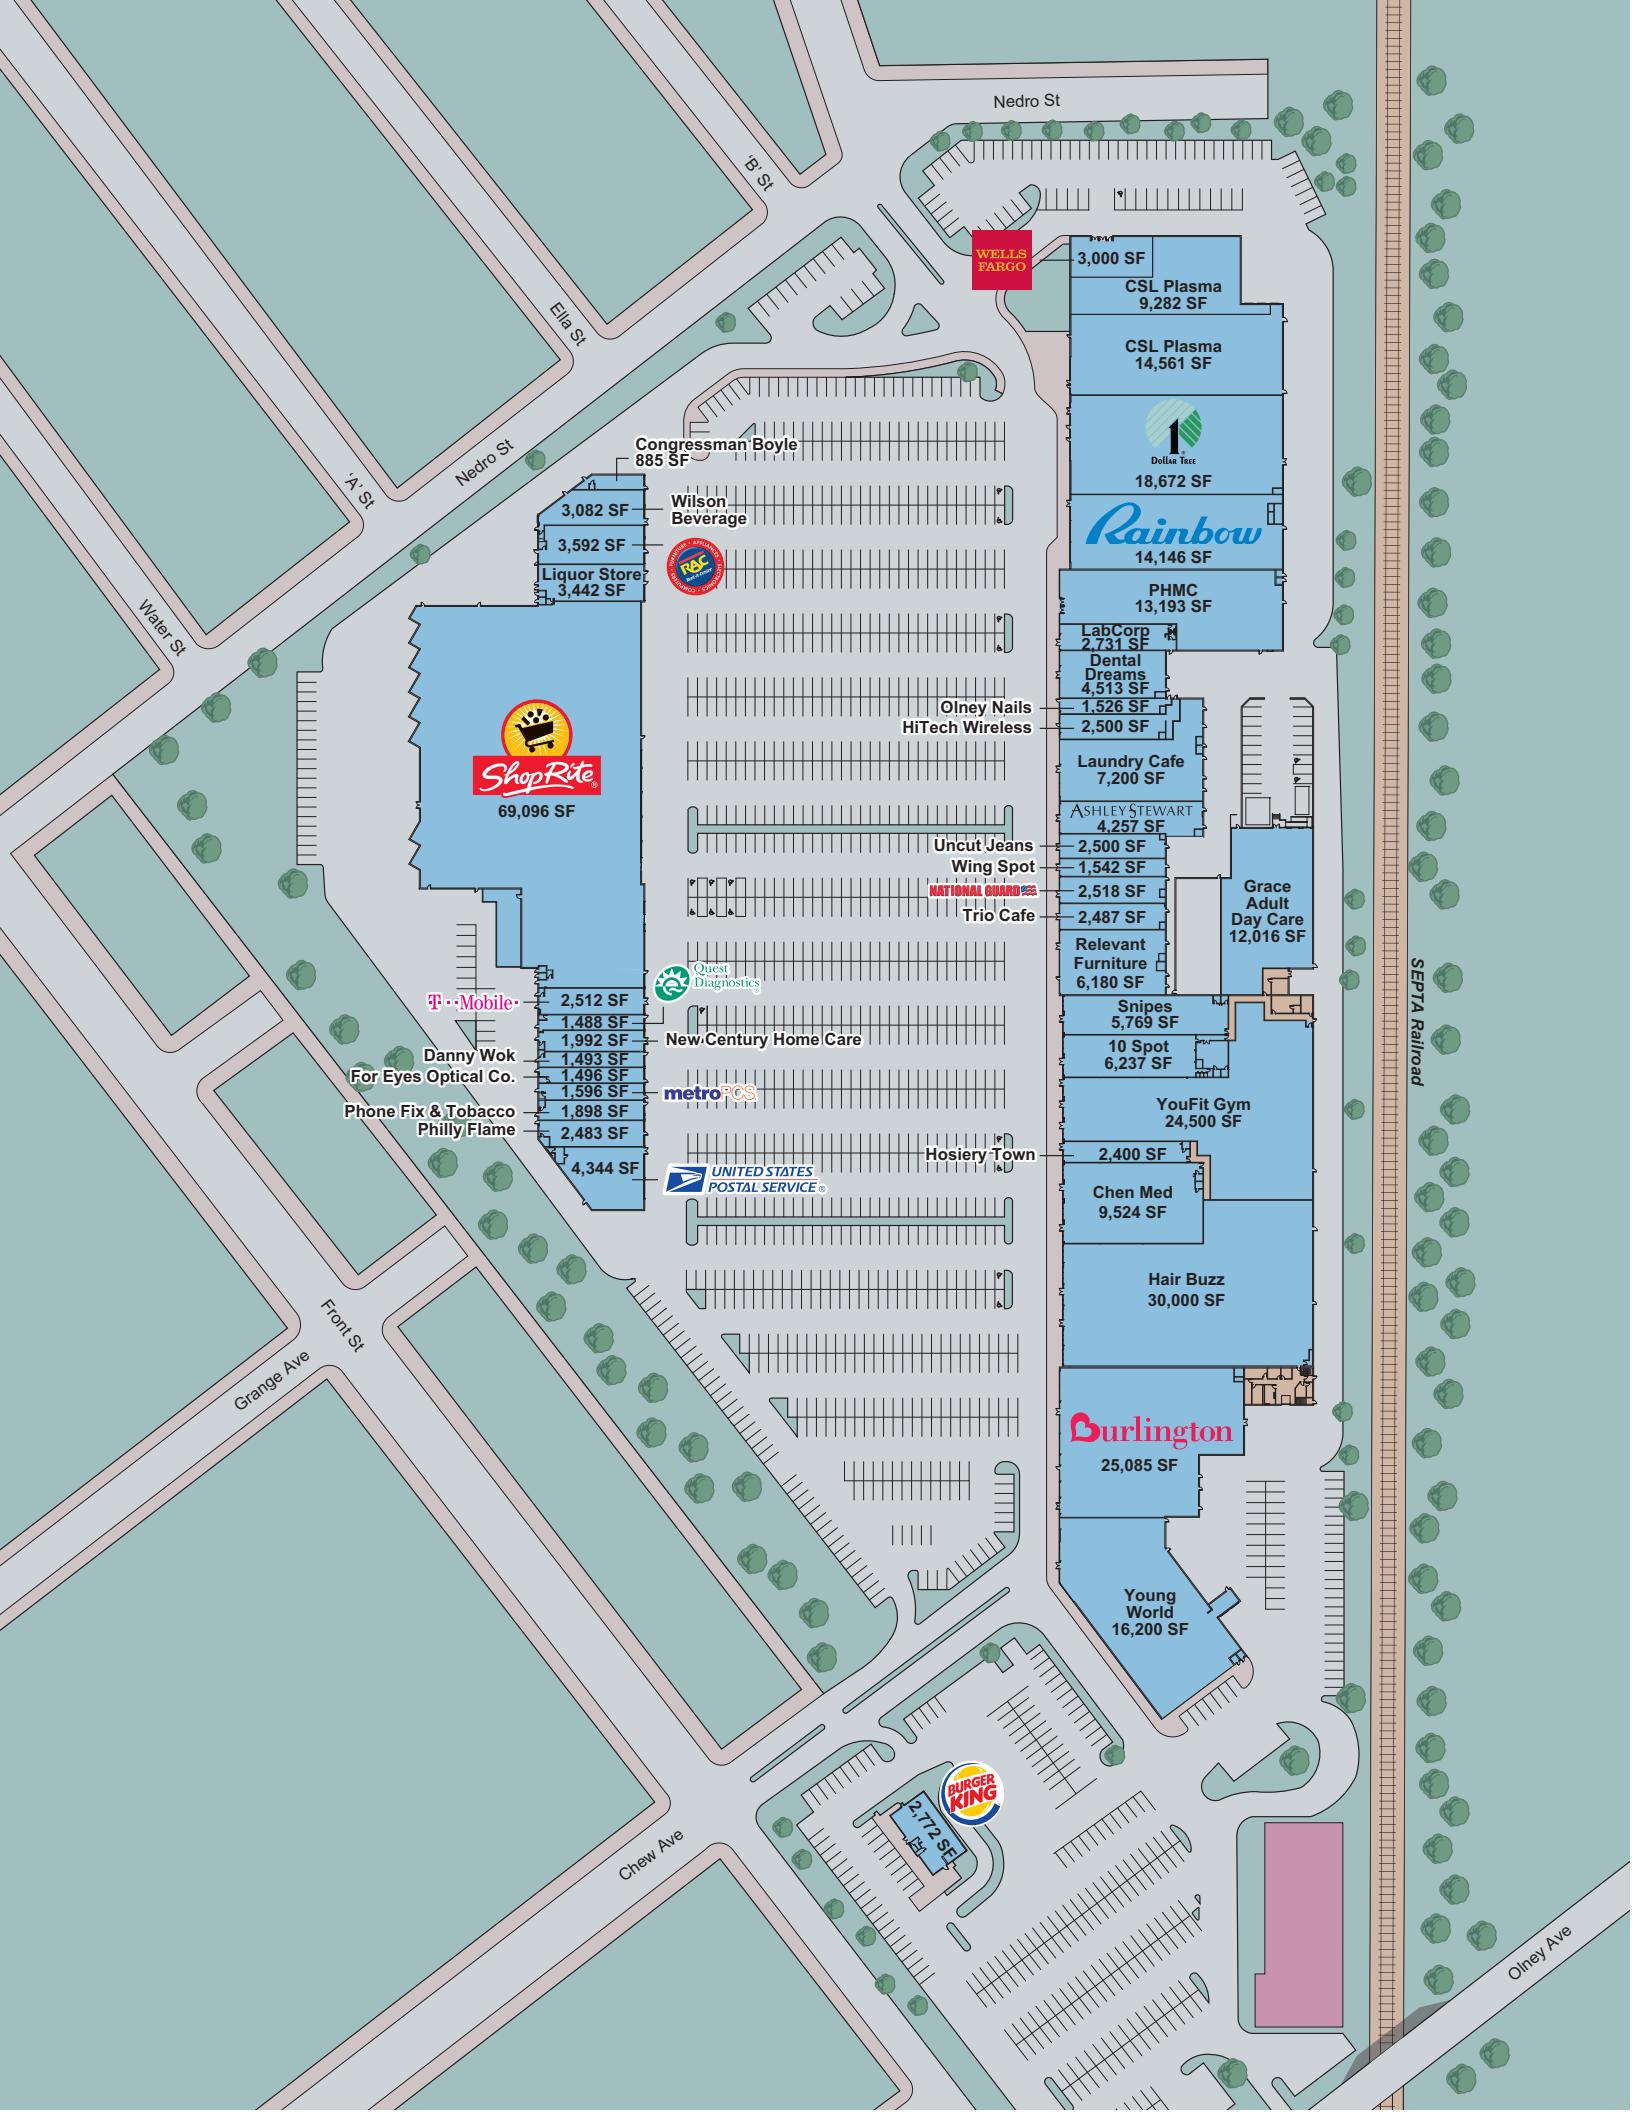 Nedro St
'B' St
WELLS
FARGO
3,000 SF
CSL Plasma
9,282 SF
Ella St
CSL Plasma
14,561 SF
DOLLAR TREE
18,672 SF
Nedro St
'A' St
Congressman Boyle
885 SF
3,082 SF
Wilson
Beverage
3,592 SF
RAC
FURNITURE • APPLIANCES • ELECTRONICS • COMPUTERS
Liquor Store
3,442 SF
Rainbow
14,146 SF
PHMC
13,193 SF
Water St
LabCorp
2,731 SF
Dental
Dreams
4,513 SF
Olney Nails
1,526 SF
HiTech Wireless
2,500 SF
ShopRite®
69,096 SF
Laundry Cafe
7,200 SF
ASHLEY STEWART
4,257 SF
Uncut Jeans
2,500 SF
Wing Spot
1,542 SF
NATIONAL GUARD
2,518 SF
Trio Cafe
2,487 SF
Grace
Adult
Day Care
12,016 SF
Relevant
Furniture
6,180 SF
SEPTA Railroad
Quest
Diagnostics
T-Mobile
2,512 SF
1,488 SF
1,992 SF
New Century Home Care
Snipes
5,769 SF
Danny Wok
1,493 SF
For Eyes Optical Co.
1,496 SF
1,596 SF
metroPCS
10 Spot
6,237 SF
Phone Fix & Tobacco
1,898 SF
Philly Flame
2,483 SF
YouFit Gym
24,500 SF
Hosiery Town
2,400 SF
4,344 SF
UNITED STATES
POSTAL SERVICE®
Chen Med
9,524 SF
Hair Buzz
30,000 SF
Front St
Grange Ave
Burlington
25,085 SF
Young
World
16,200 SF
BURGER
KING
2,772 SF
Chew Ave
Olney Ave